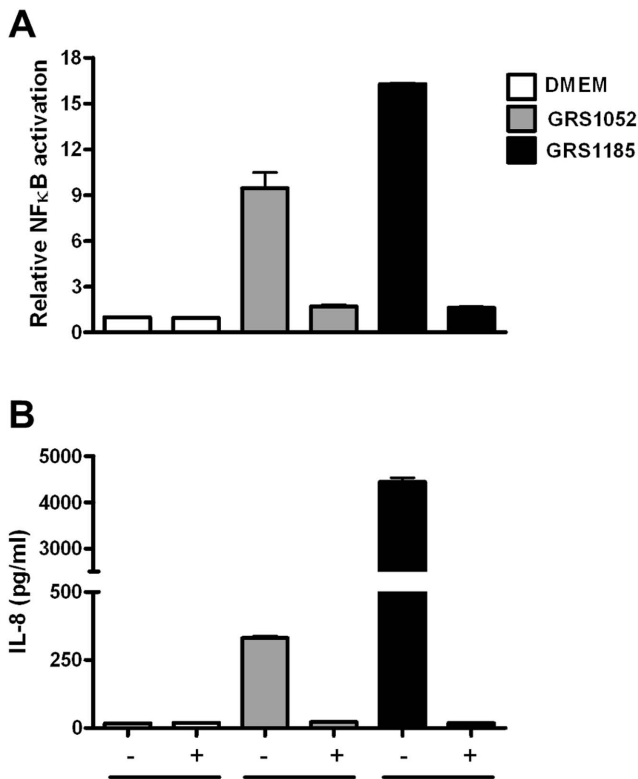 A
Relative NFκB activation
18
15
12
9
6
3
0
DMEM
GRS1052
GRS1185
B
IL-8 (pg/ml)
5000
4000
3000
500
250
0
- + - + - +